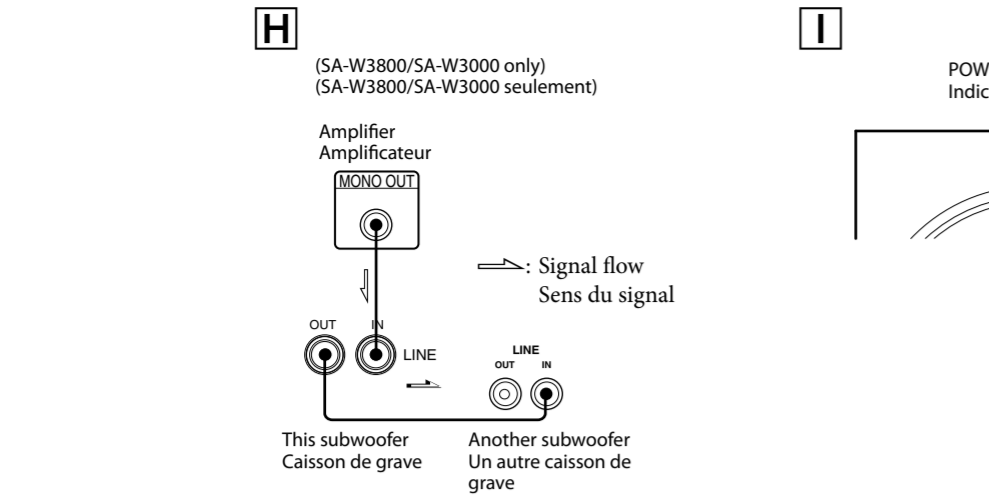 H
(SA-W3800/SA-W3000 only)
(SA-W3800/SA-W3000 seulement)
Amplifier
Amplificateur
MONO OUT
: Signal flow
Sens du signal
OUT IN
LINE
LINE
OUT IN
This subwoofer
Caisson de grave
Another subwoofer
Un autre caisson de
grave
I